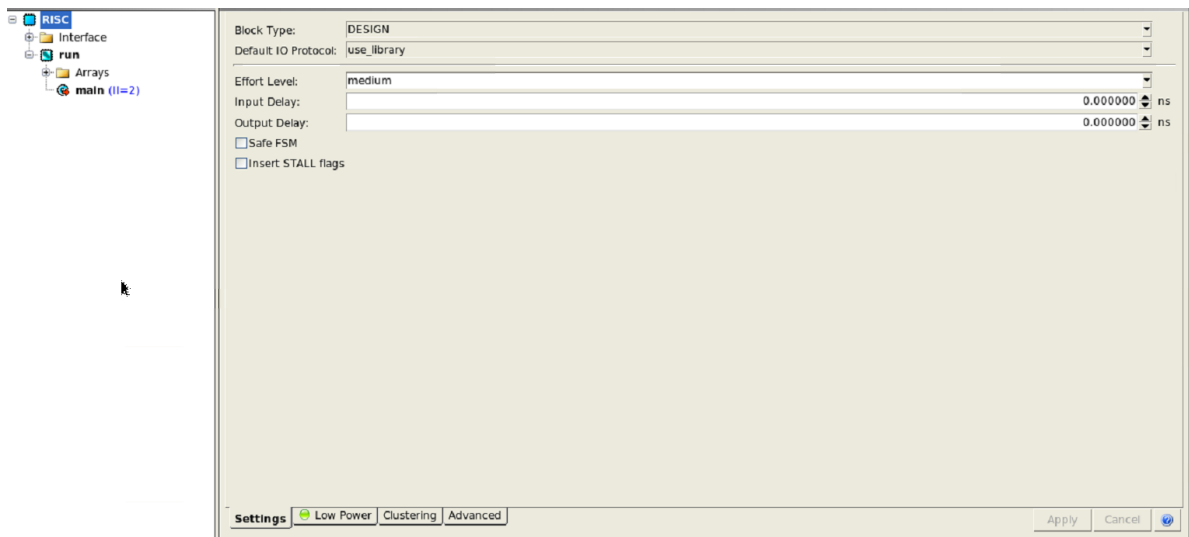 RISC
Interface
run
Arrays
main (II=2)
Block Type: DESIGN
Default IO Protocol: use_library
Effort Level: medium
Input Delay: 0.000000 ns
Output Delay: 0.000000 ns
Safe FSM
Insert STALL flags
Settings Low Power Clustering Advanced
Apply Cancel